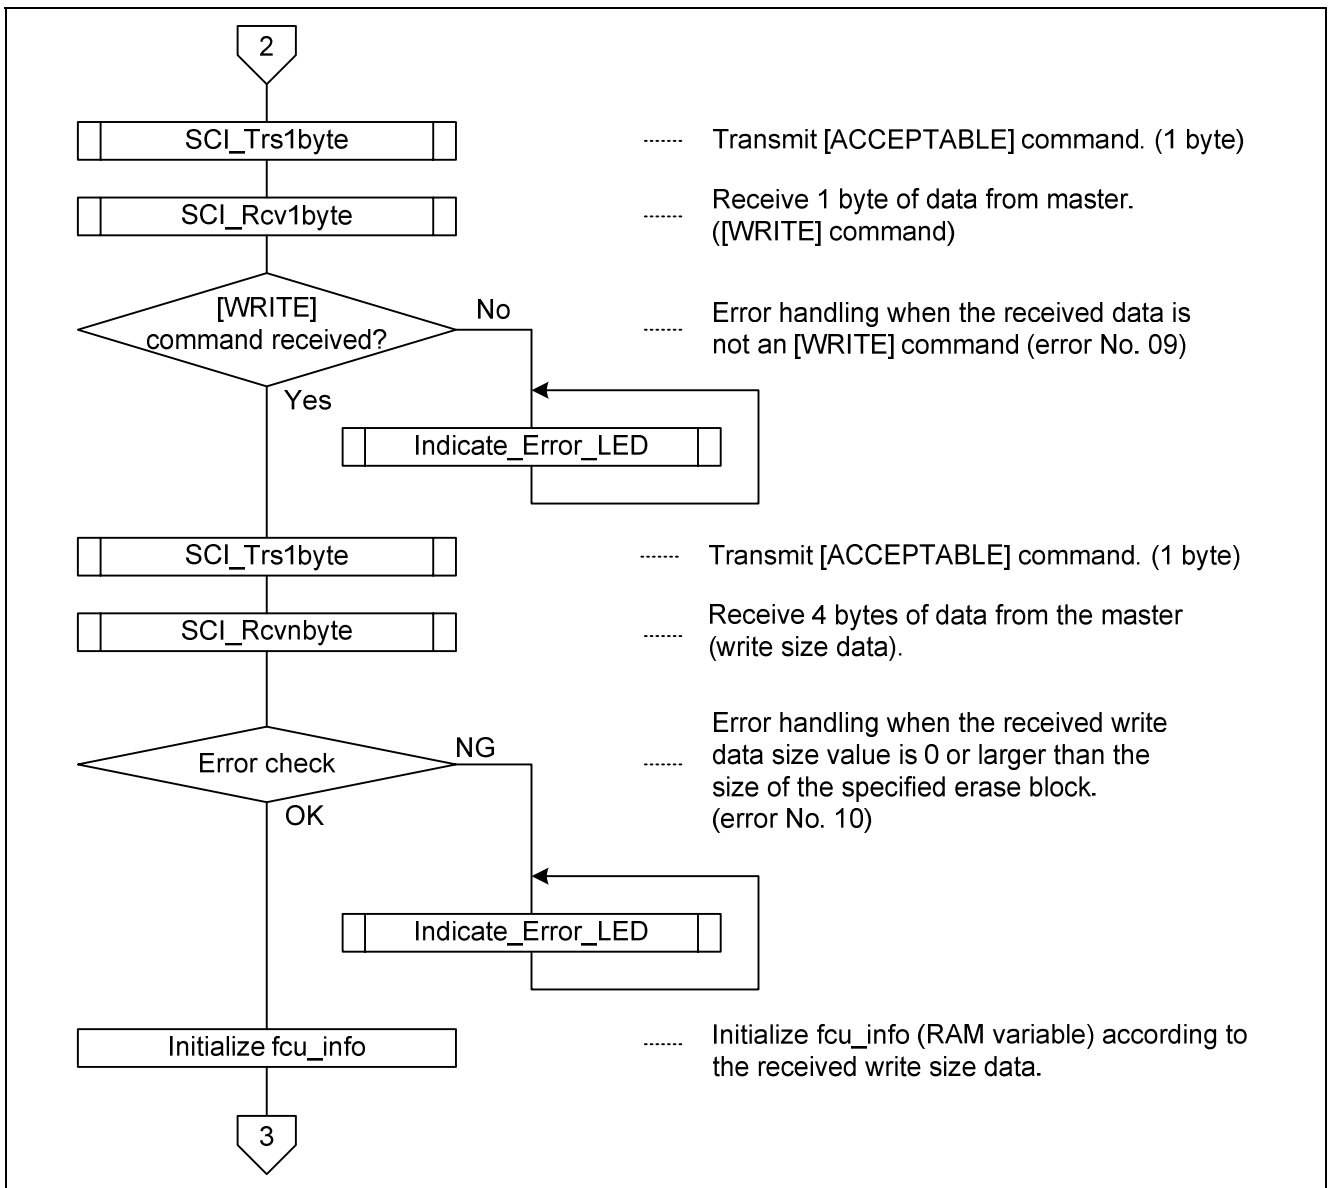 2
SCI_Trs1byte
Transmit [ACCEPTABLE] command. (1 byte)
SCI_Rcv1byte
Receive 1 byte of data from master.
([WRITE] command)
[WRITE]
command received?
No
Error handling when the received data is
not an [WRITE] command (error No. 09)
Yes
Indicate_Error_LED
SCI_Trs1byte
Transmit [ACCEPTABLE] command. (1 byte)
SCI_Rcvnbyte
Receive 4 bytes of data from the master
(write size data).
Error check
NG
Error handling when the received write
data size value is 0 or larger than the
size of the specified erase block.
(error No. 10)
OK
Indicate_Error_LED
Initialize fcu_info
Initialize fcu_info (RAM variable) according to
the received write size data.
3